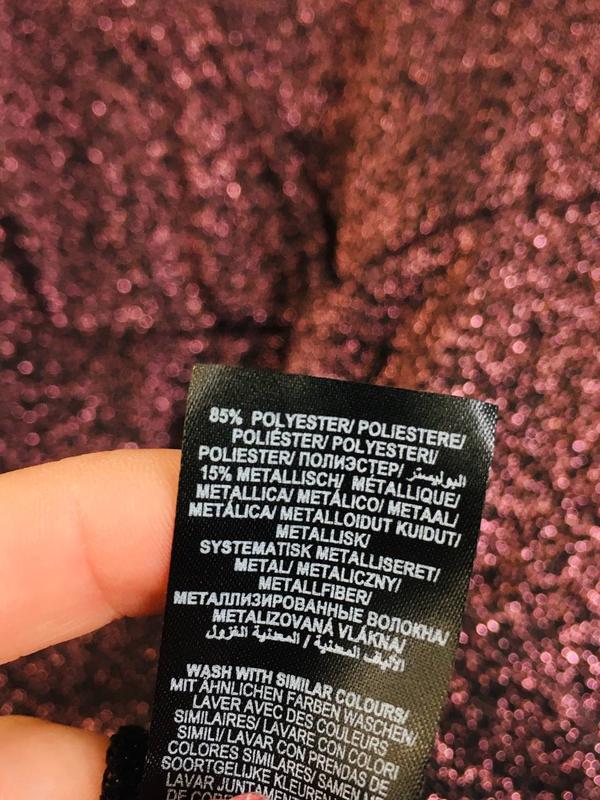 85% POLYESTER/ POLIESTERE/
POLIÉSTER/ POLYESTERI/
POLIESTER/ ПОЛИЭСТЕР/ البوليستر/
15% METALLISCH/ MÉTALLIQUE/
METALLICA/ METÁLICO/ METAAL/
METÁLICA/ METALLOIDUT KUIDUT/
METALLISK/
SYSTEMATISK METALLISERET/
METAL/ METALICZNY/
METALLFIBER/
МЕТАЛЛИЗИРОВАННЫЕ ВОЛОКНА/
METALIZOVANÁ VLÁKNA/
الألياف المعدنية / المعدنية الغزول/
WASH WITH SIMILAR COLOURS/
MIT ÄHNLICHEN FARBEN WASCHEN/
LAVER AVEC DES COULEURS
SIMILAIRES/ LAVARE CON COLORI
SIMILI/ LAVAR CON PRENDAS DE
COLORES SIMILARES/ SAMEN MET
SOORTGELIJKE KLEUREN
LAVAR JUNTAMENTE
DE